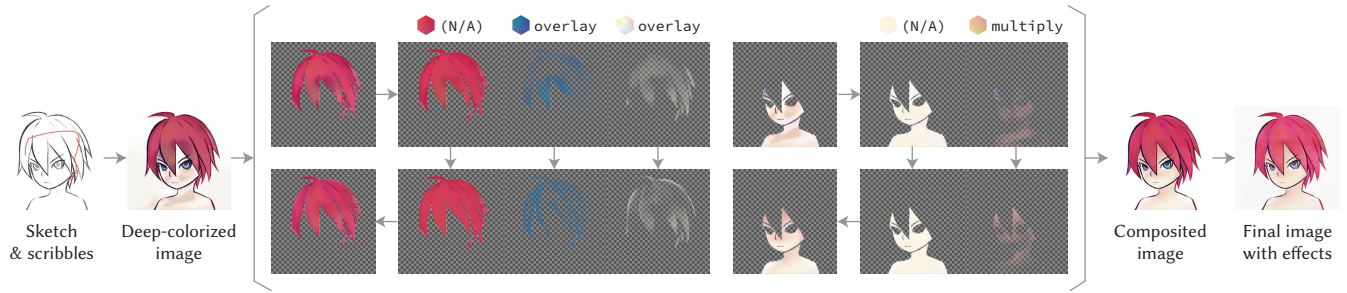 (N/A) overlay overlay (N/A) multiply
Sketch
& scribbles
Deep-colorized
image
Composited
image
Final image
with effects